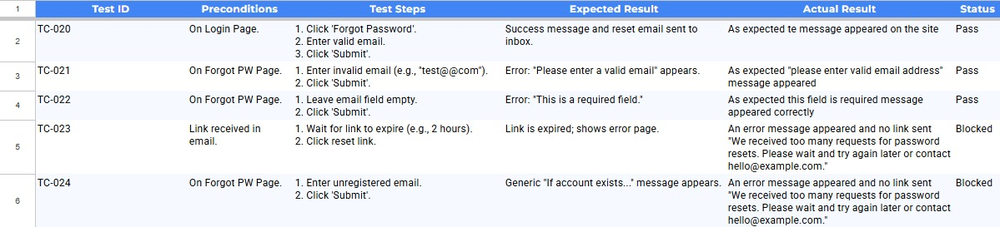 1 Test ID Preconditions Test Steps Expected Result Actual Result Status
2 TC-020 On Login Page. 1. Click 'Forgot Password'. Success message and reset email sent to As expected te message appeared on the site Pass
2. Enter valid email. inbox.
3. Click 'Submit'.
3 TC-021 On Forgot PW Page. 1. Enter invalid email (e.g., "test@@com"). Error: "Please enter a valid email" appears. As expected "please enter valid email address" Pass
2. Click 'Submit'. message appeared
4 TC-022 On Forgot PW Page. 1. Leave email field empty. Error: "This is a required field." As expected this field is required message Pass
2. Click 'Submit'. appeared correctly
5 TC-023 Link received in 1. Wait for link to expire (e.g., 2 hours). Link is expired; shows error page. An error message appeared and no link sent Blocked
email. 2. Click reset link. "We received too many requests for password
resets. Please wait and try again later or contact
hello@example.com."
6 TC-024 On Forgot PW Page. 1. Enter unregistered email. Generic "If account exists..." message appears. An error message appeared and no link sent Blocked
2. Click 'Submit'. "We received too many requests for password
resets. Please wait and try again later or contact
hello@example.com."